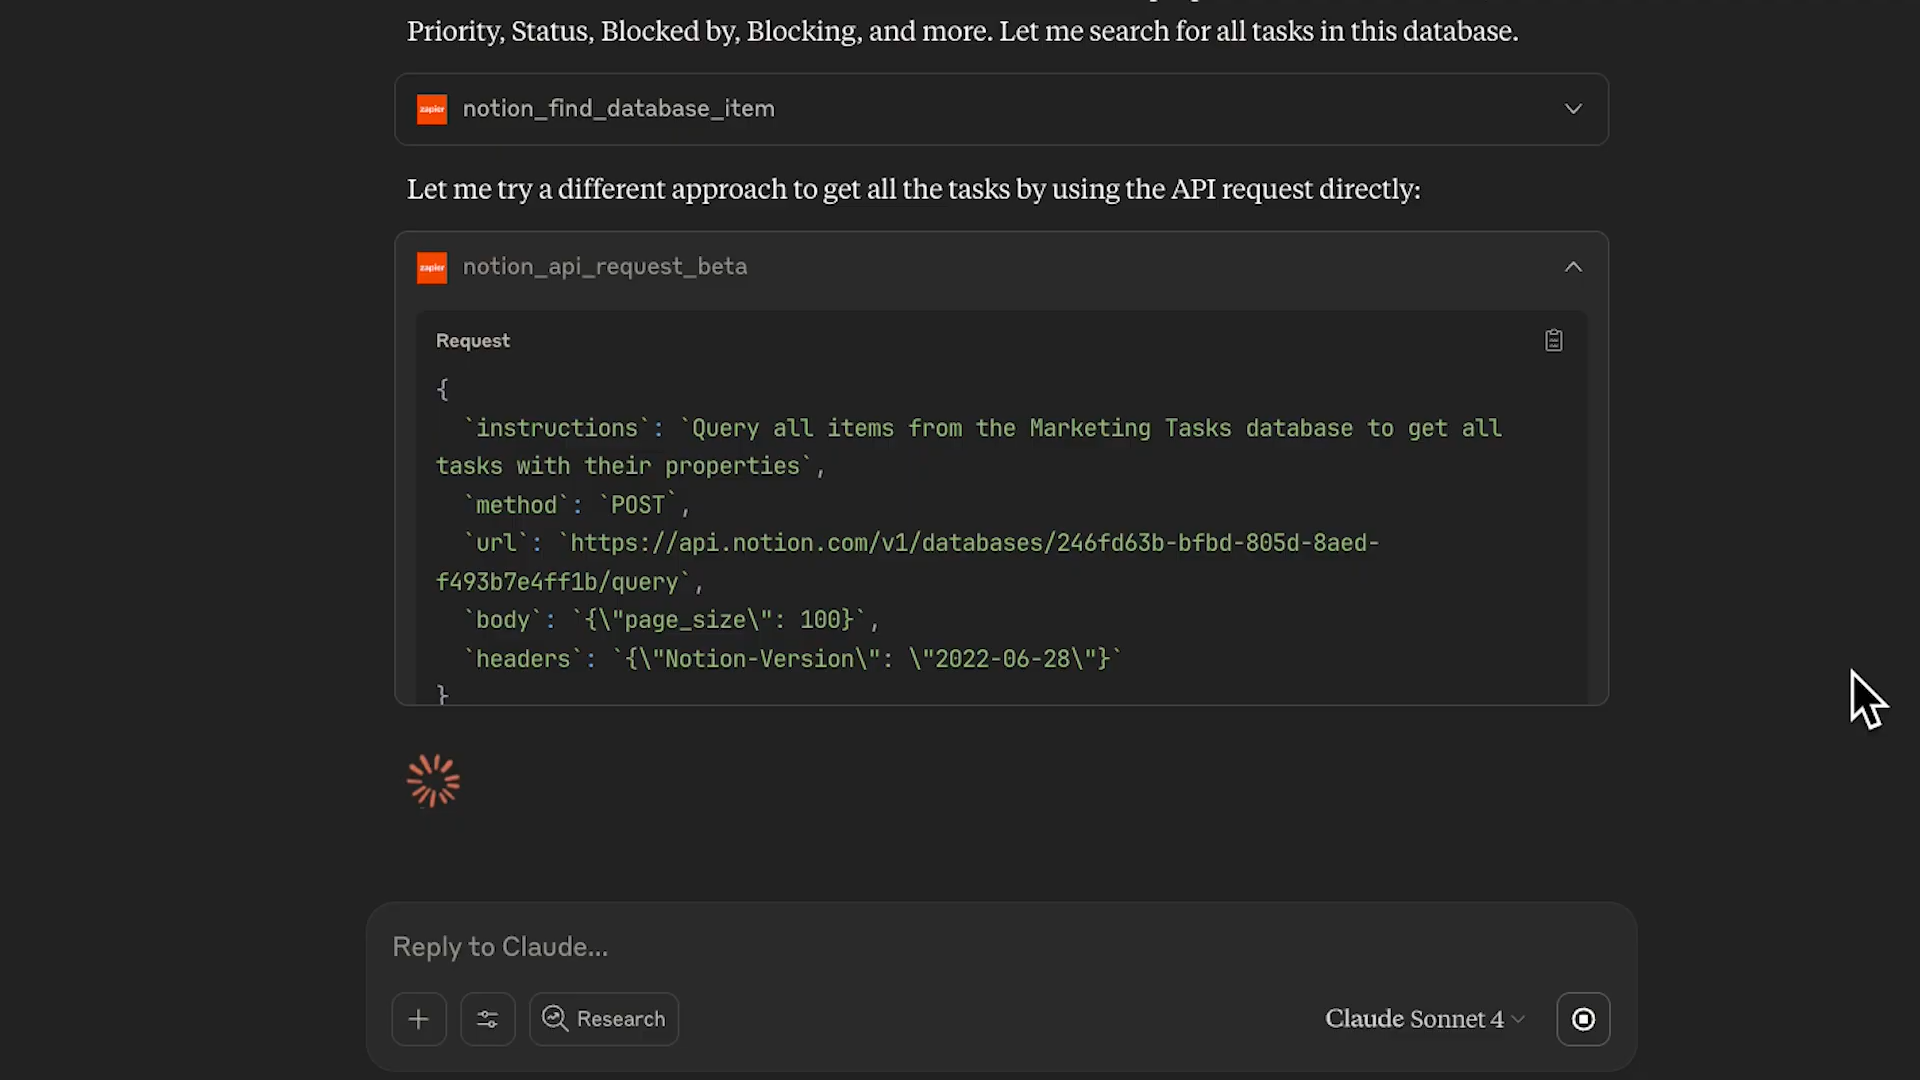 Priority, Status, Blocked by, Blocking, and more. Let me search for all tasks in this database.
zapier
notion_find_database_item
Let me try a different approach to get all the tasks by using the API request directly:
zapier
notion_api_request_beta
Request
{
`instructions`: `Query all items from the Marketing Tasks database to get all
tasks with their properties`,
`method`: `POST`,
`url`: `https://api.notion.com/v1/databases/246fd63b-bfbd-805d-8aed-
f493b7e4ff1b/query`,
`body`: `{\"page_size\": 100}`,
`headers`: `{\"Notion-Version\": \"2022-06-28\"}`
}
Reply to Claude...
Research
Claude Sonnet 4